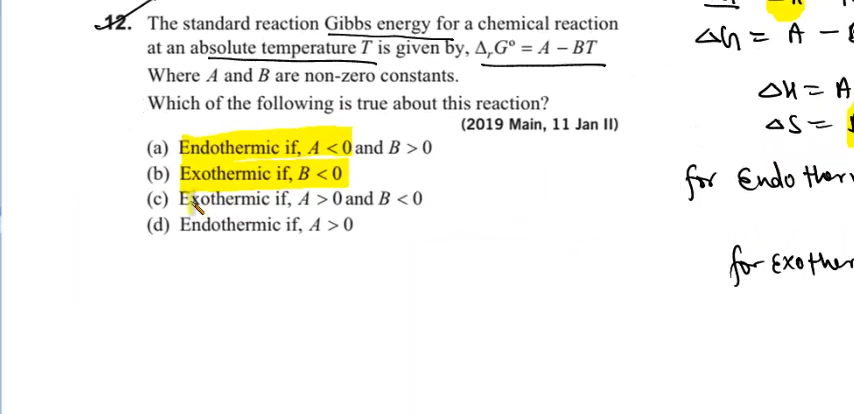 12. The standard reaction Gibbs energy for a chemical reaction
at an absolute temperature T is given by, ΔᵣG° = A – BT
Where A and B are non-zero constants.
Which of the following is true about this reaction?
(2019 Main, 11 Jan II)
(a) Endothermic if, A < 0 and B > 0
(b) Exothermic if, B < 0
(c) Exothermic if, A > 0 and B < 0
(d) Endothermic if, A > 0
ΔG = A –
ΔH = A
ΔS =
for Endo
for